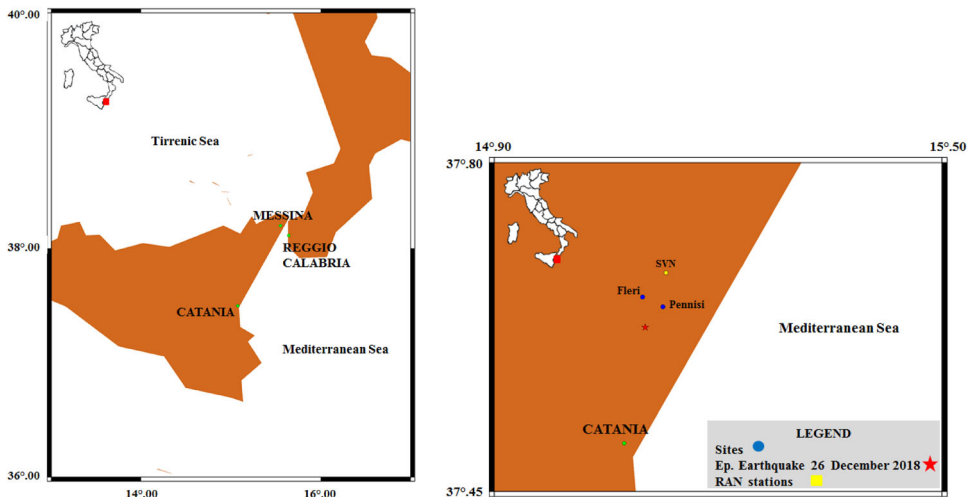 40°.00
Tirrenic Sea
MESSINA
38°.00
REGGIO
CALABRIA
CATANIA
Mediterranean Sea
36°.00
14°.00
16°.00
14°.90
15°.50
37°.80
SVN
Fleri
Pennisi
Mediterranean Sea
CATANIA
LEGEND
Sites
Ep. Earthquake 26 December 2018
RAN stations
37°.45